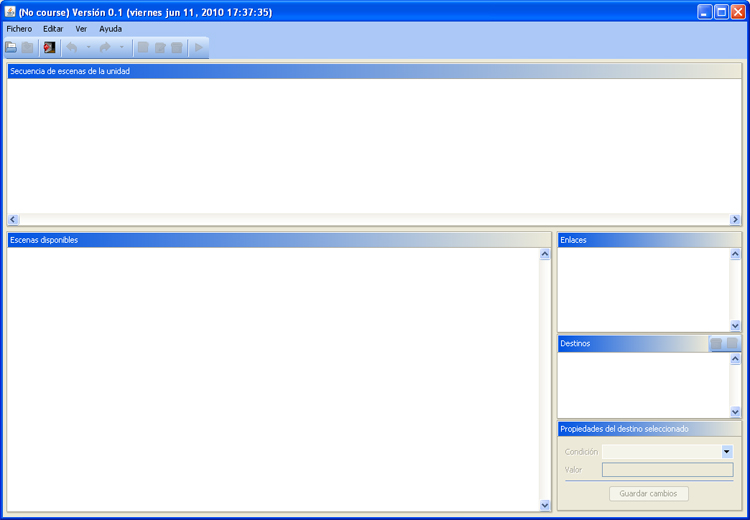 (No course) Versión 0.1 (viernes jun 11, 2010 17:37:35)
Fichero Editar Ver Ayuda
Secuencia de escenas de la unidad
Escenas disponibles
Enlaces
Destinos
Propiedades del destino seleccionado
Condición
Valor
Guardar cambios